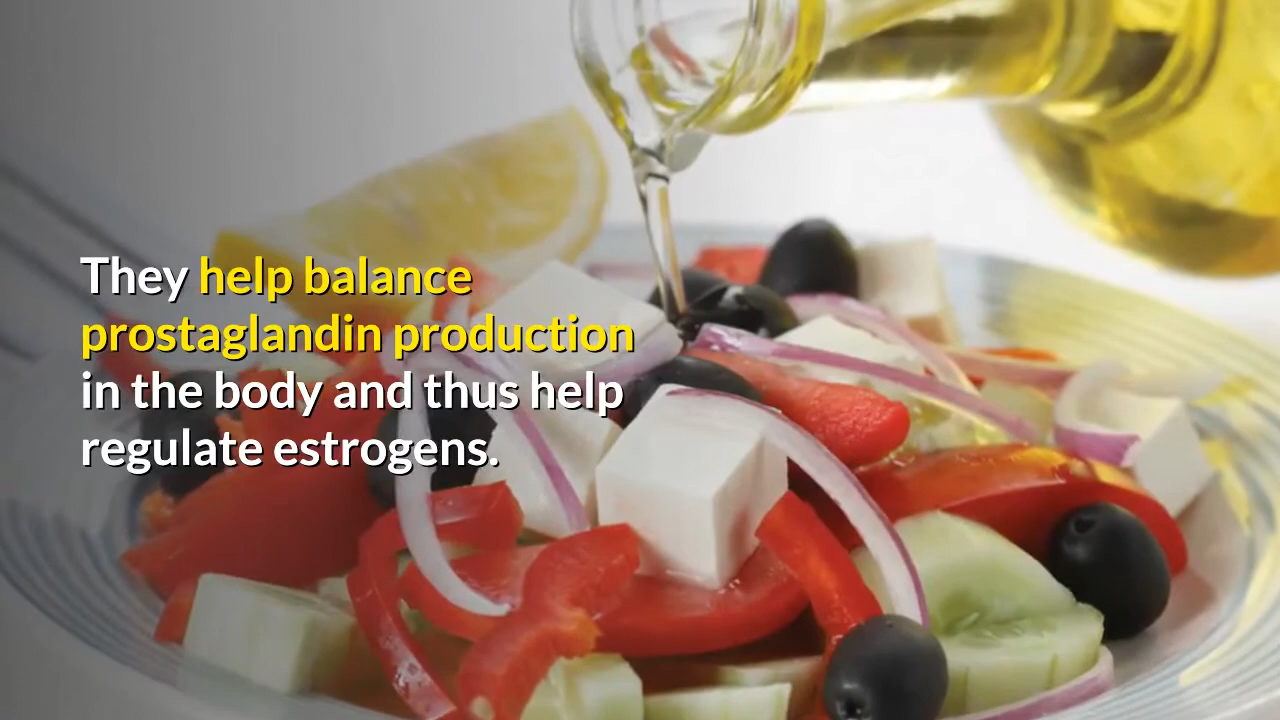 They help balance
prostaglandin production
in the body and thus help
regulate estrogens.